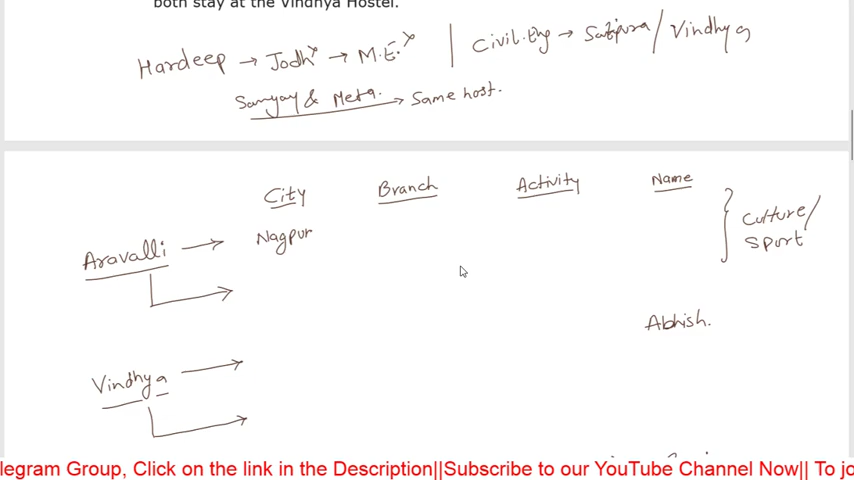 both stay at the Vindhya Hostel.
Hardeep → Jodh → M.E. | Civil.Eng → Satpura / Vindhya
Sanjay & Meta. → Same host.
City Branch Activity Name
Aravalli → Nagpur
Culture/
Sport
Abhish.
Vindhya →
legram Group, Click on the link in the Description||Subscribe to our YouTube Channel Now|| To jo